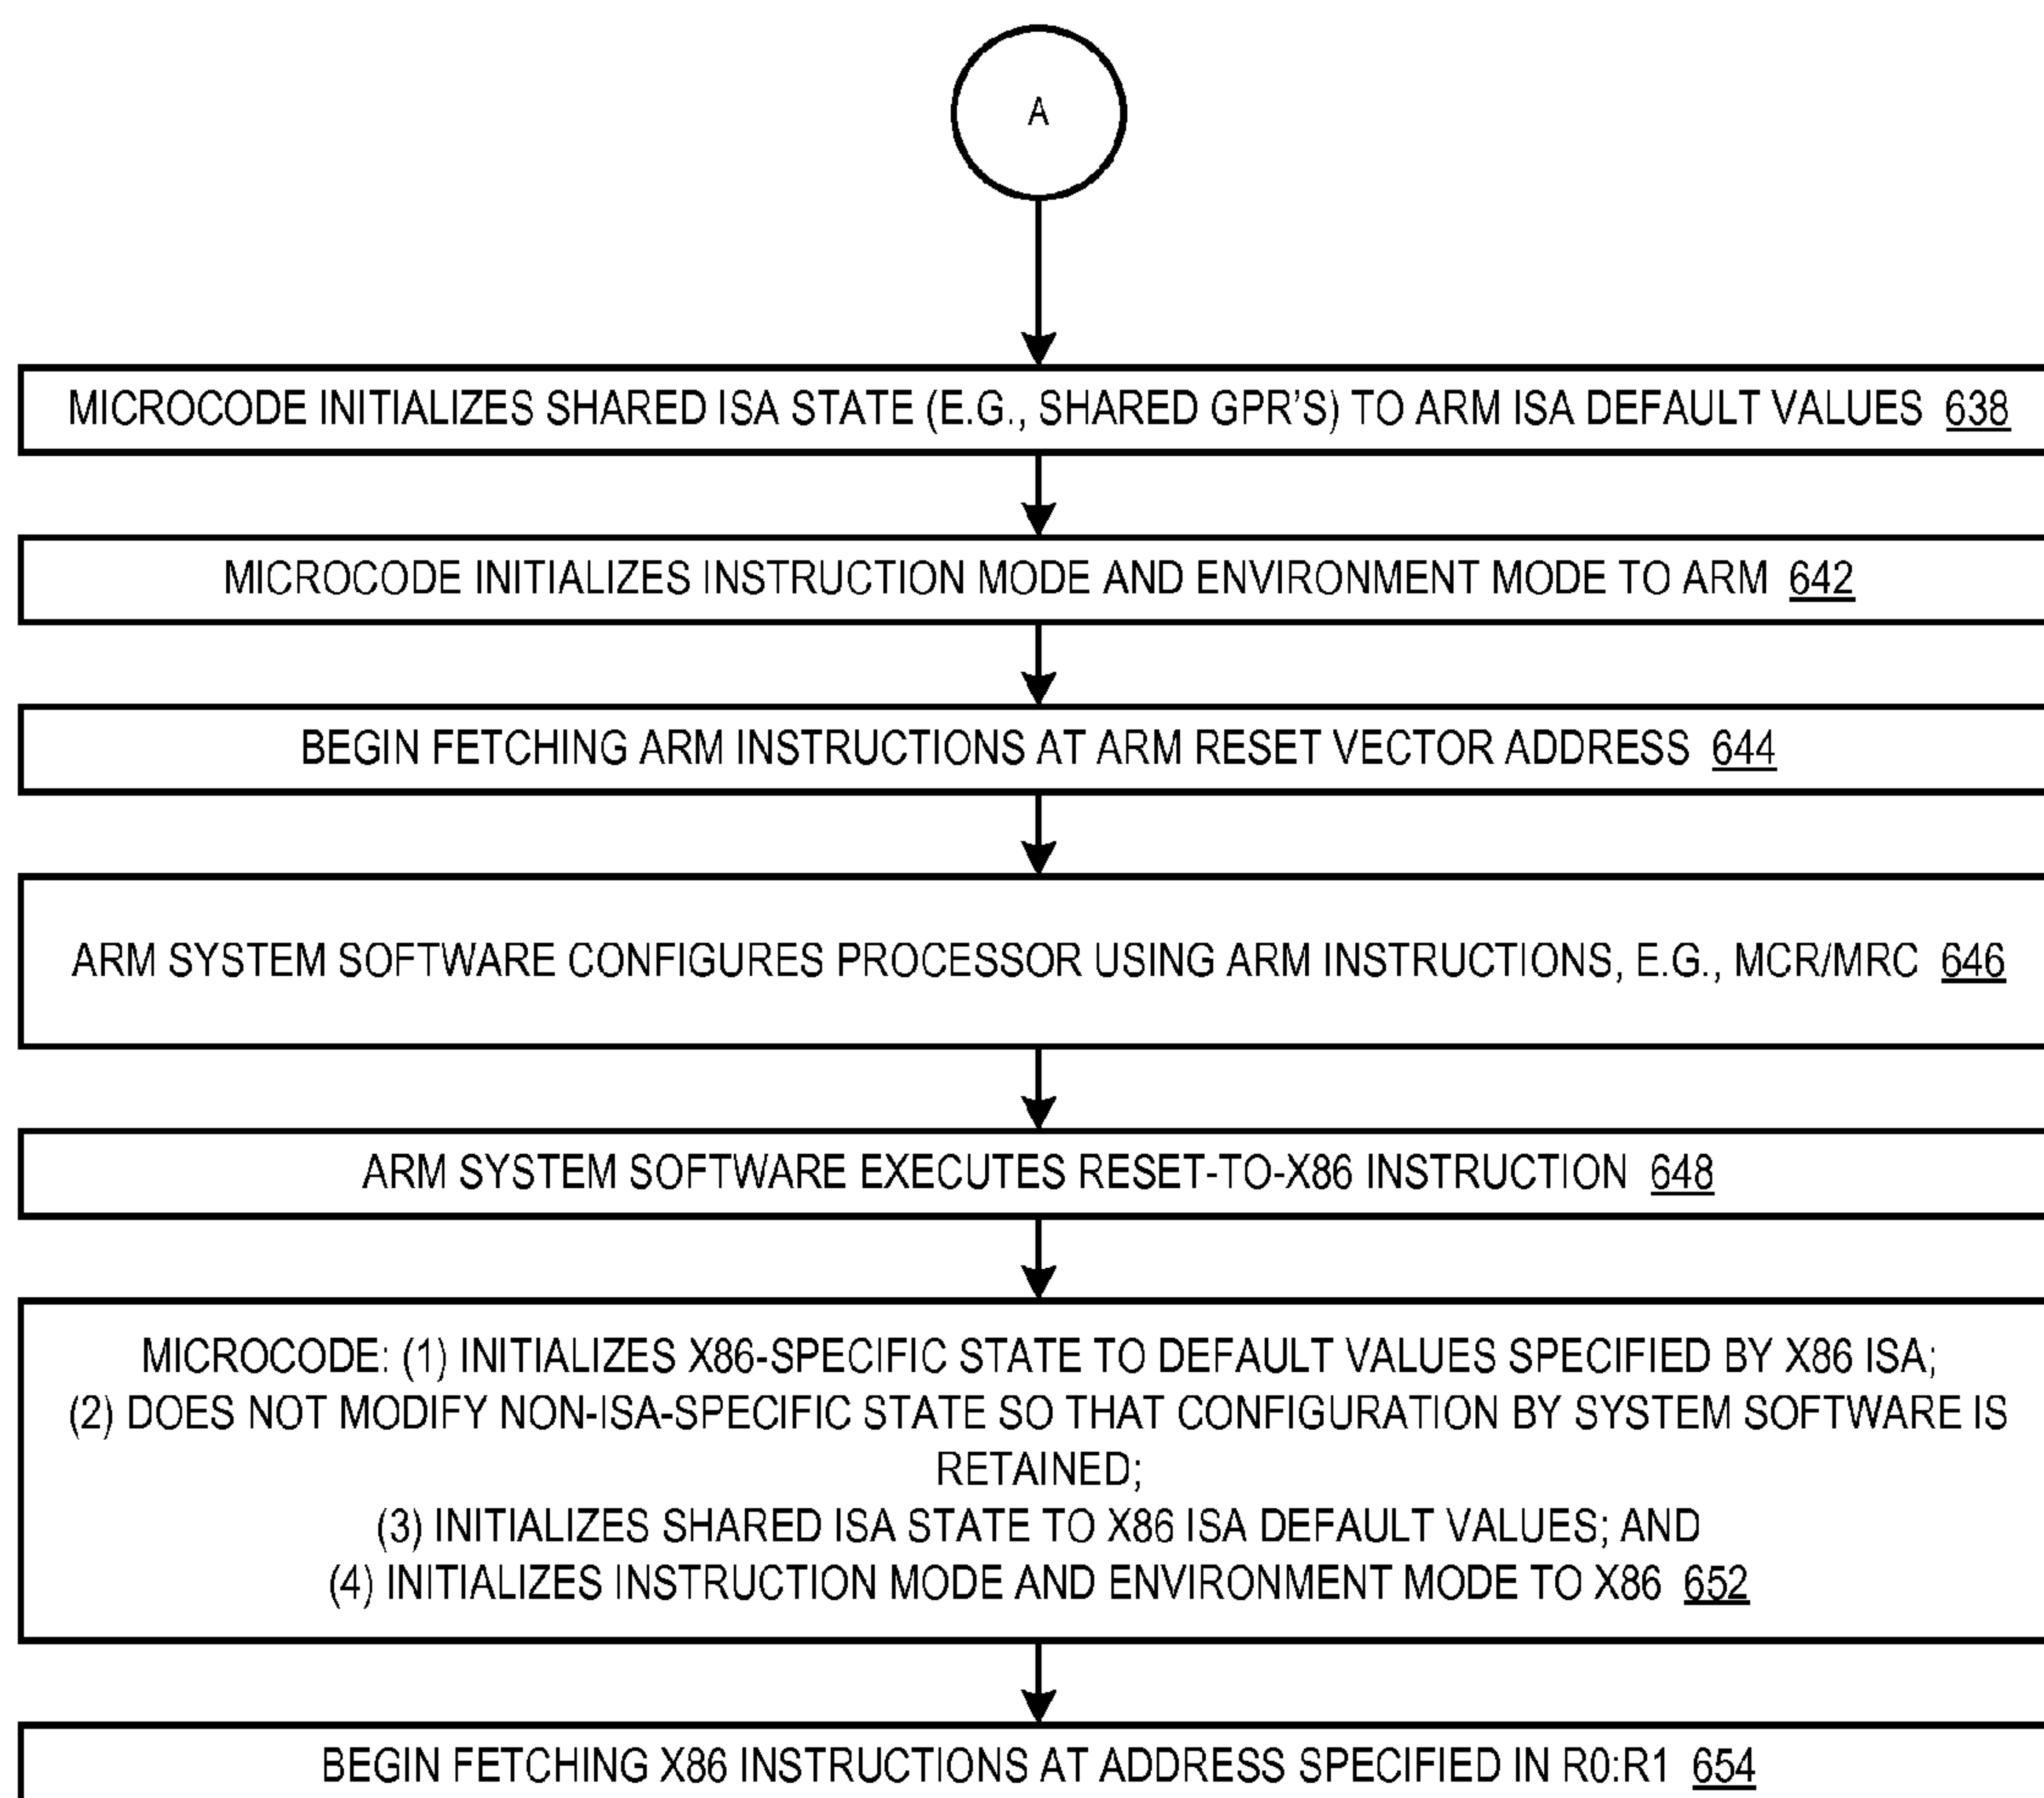 A
MICROCODE INITIALIZES SHARED ISA STATE (E.G., SHARED GPR'S) TO ARM ISA DEFAULT VALUES 638
MICROCODE INITIALIZES INSTRUCTION MODE AND ENVIRONMENT MODE TO ARM 642
BEGIN FETCHING ARM INSTRUCTIONS AT ARM RESET VECTOR ADDRESS 644
ARM SYSTEM SOFTWARE CONFIGURES PROCESSOR USING ARM INSTRUCTIONS, E.G., MCR/MRC 646
ARM SYSTEM SOFTWARE EXECUTES RESET-TO-X86 INSTRUCTION 648
MICROCODE: (1) INITIALIZES X86-SPECIFIC STATE TO DEFAULT VALUES SPECIFIED BY X86 ISA;
(2) DOES NOT MODIFY NON-ISA-SPECIFIC STATE SO THAT CONFIGURATION BY SYSTEM SOFTWARE IS
RETAINED;
(3) INITIALIZES SHARED ISA STATE TO X86 ISA DEFAULT VALUES; AND
(4) INITIALIZES INSTRUCTION MODE AND ENVIRONMENT MODE TO X86 652
BEGIN FETCHING X86 INSTRUCTIONS AT ADDRESS SPECIFIED IN R0:R1 654